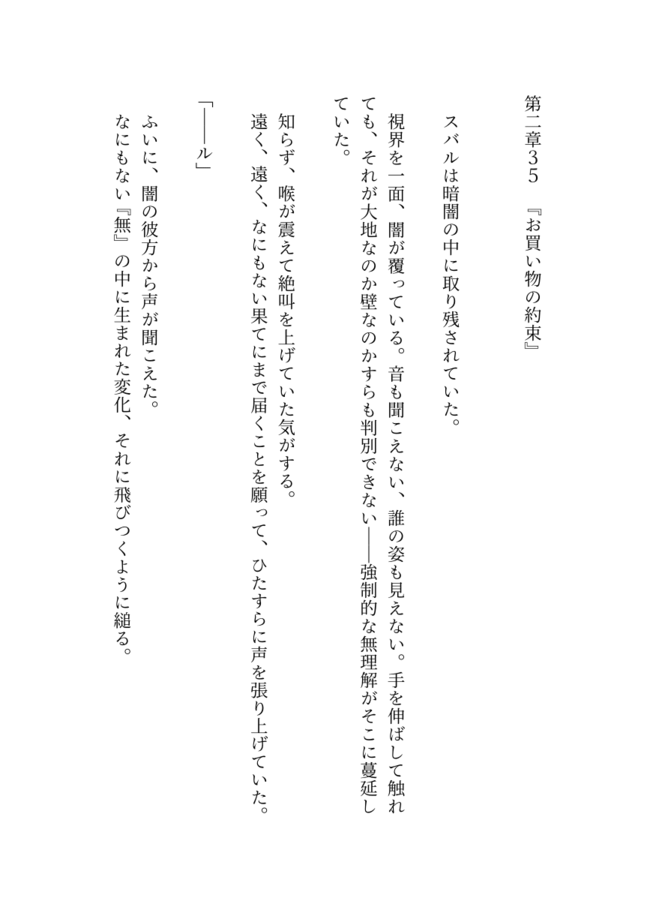 第二章３５　『お買い物の約束』
スバルは暗闇の中に取り残されていた。
視界を一面、闇が覆っている。音も聞こえない、誰の姿も見えない。手を伸ばして触れ
ても、それが大地なのか壁なのかすらも判別できない――強制的な無理解がそこに蔓延し
ていた。
知らず、喉が震えて絶叫を上げていた気がする。
遠く、遠く、なにもない果てにまで届くことを願って、ひたすらに声を張り上げていた。
「――ル」
ふいに、闇の彼方から声が聞こえた。
なにもない『無』の中に生まれた変化、それに飛びつくように縋る。